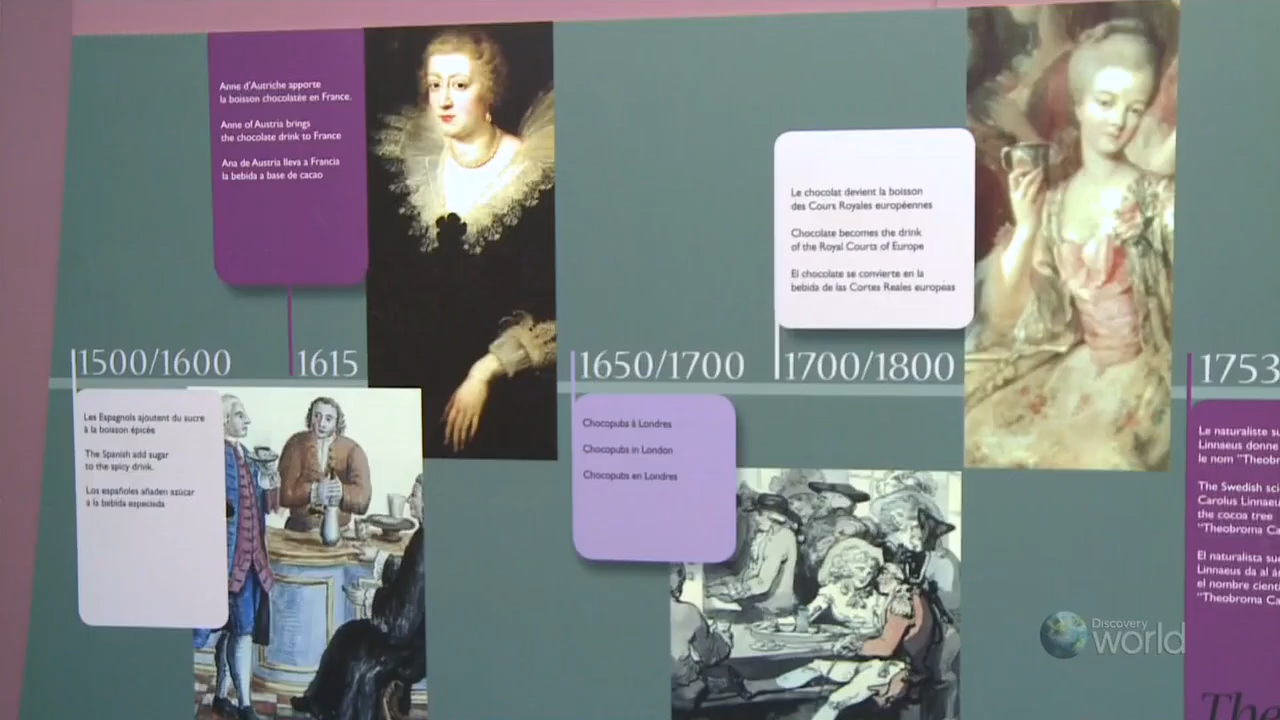 Anne d'Autriche apporte
la boisson chocolatée en France.
Anne of Austria brings
the chocolate drink to France
Ana de Austria lleva a Francia
la bebida a base de cacao
Le chocolat devient la boisson
des Cours Royales européennes
Chocolate becomes the drink
of the Royal Courts of Europe
El chocolate se convierte en la
bebida de las Cortes Reales européas
1500/1600
1615
1650/1700
1700/1800
1753
Les Espagnols ajoutent du sucre
à la boisson épicée
The Spanish add sugar
to the spicy drink.
Los españoles añaden azúcar
à la bebida especiada
Chocopubs à Londres
Chocopubs in London
Chocopubs en Londres
Le naturaliste su
Linnaeus donne
le nom "Theobr
The Swedish sci
Carolus Linnaeu
the cocoa tree
"Theobroma Ca
El naturalista su
Linnaeus da al á
el nombre cient
"Theobroma Ca
The
Discovery
world